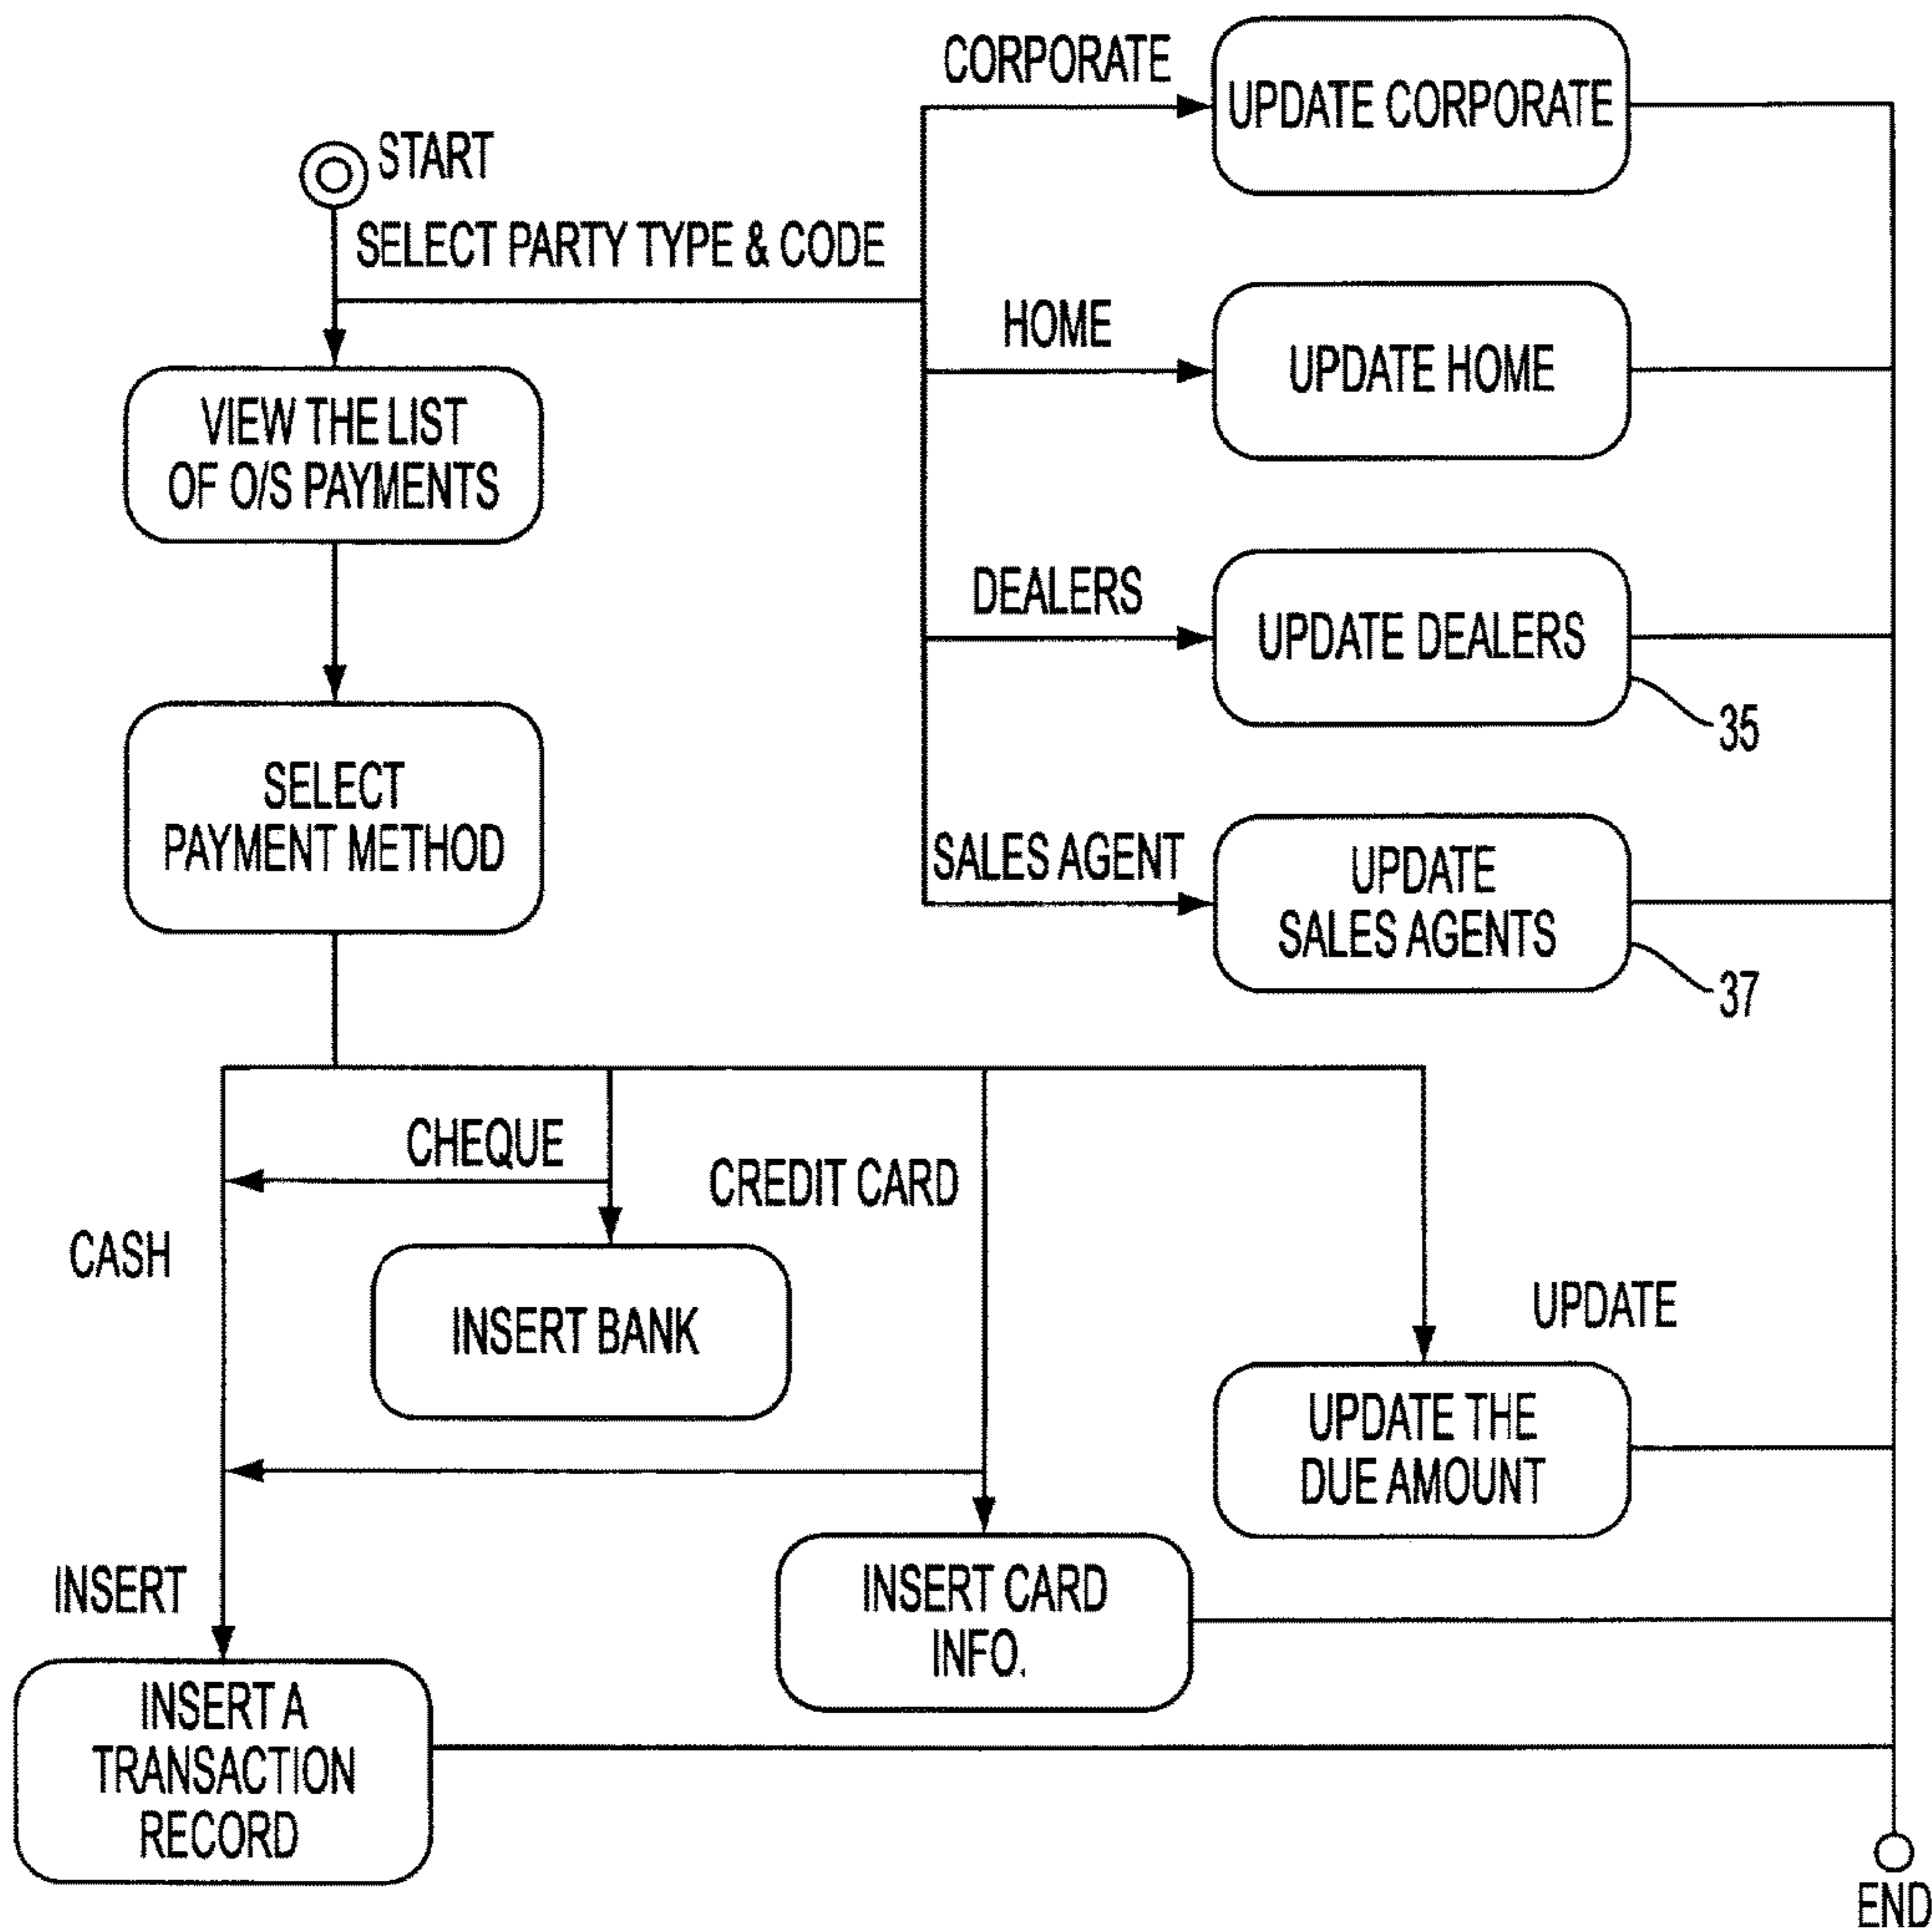 START
SELECT PARTY TYPE & CODE
VIEW THE LIST
OF O/S PAYMENTS
SELECT
PAYMENT METHOD
CORPORATE
UPDATE CORPORATE
HOME
UPDATE HOME
DEALERS
UPDATE DEALERS
35
SALES AGENT
UPDATE
SALES AGENTS
37
CHEQUE
CREDIT CARD
CASH
INSERT BANK
UPDATE
UPDATE THE
DUE AMOUNT
INSERT
INSERT CARD
INFO.
INSERT A
TRANSACTION
RECORD
END